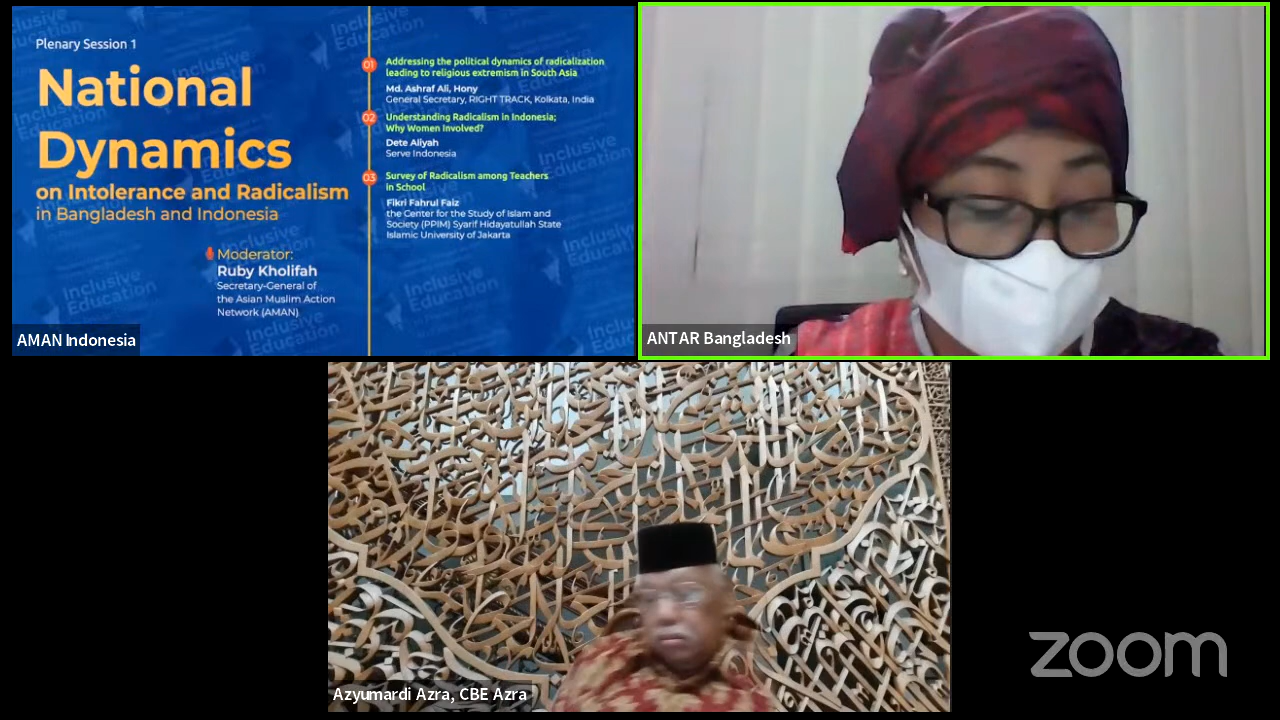 Plenary Session 1
National
Dynamics
on Intolerance and Radicalism
in Bangladesh and Indonesia
Moderator:
Ruby Kholifah
Secretary-General of
the Asian Muslim Action
Network (AMAN)
01
Addressing the political dynamics of radicalization
leading to religious extremism in South Asia
Md. Ashraf Ali, Hony
General Secretary, RIGHT TRACK, Kolkata, India
02
Understanding Radicalism in Indonesia;
Why Women Involved?
Dete Aliyah
Serve Indonesia
03
Survey of Radicalism among Teachers
in School
Fikri Fahrul Faiz
the Center for the Study of Islam and
Society (PPIM) Syarif Hidayatullah State
Islamic University of Jakarta
Inclusive
Education
AMAN Indonesia
ANTAR Bangladesh
Azyumardi Azra, CBE Azra
zoom